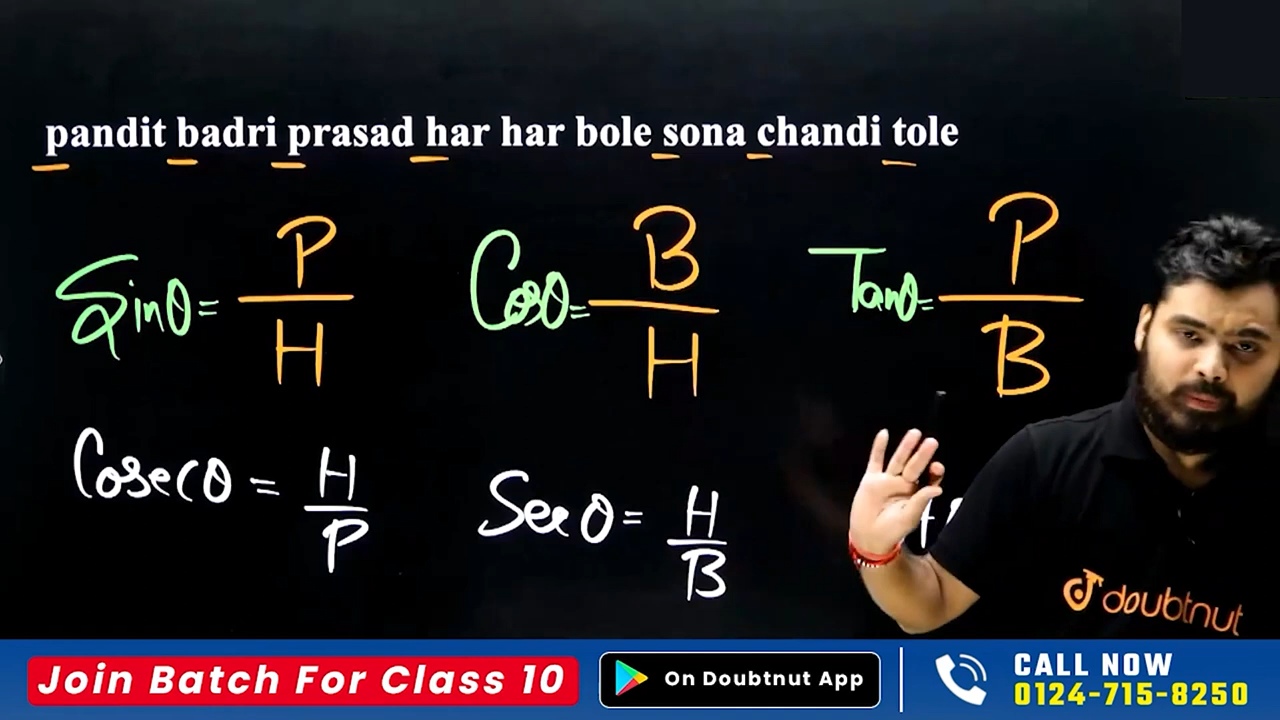 pandit badri prasad har har bole sona chandi tole
Sinθ = P/H
Cosθ = B/H
Tanθ = P/B
Cosecθ = H/P
Secθ = H/B
doubtnut
Join Batch For Class 10
On Doubtnut App
CALL NOW
0124-715-8250